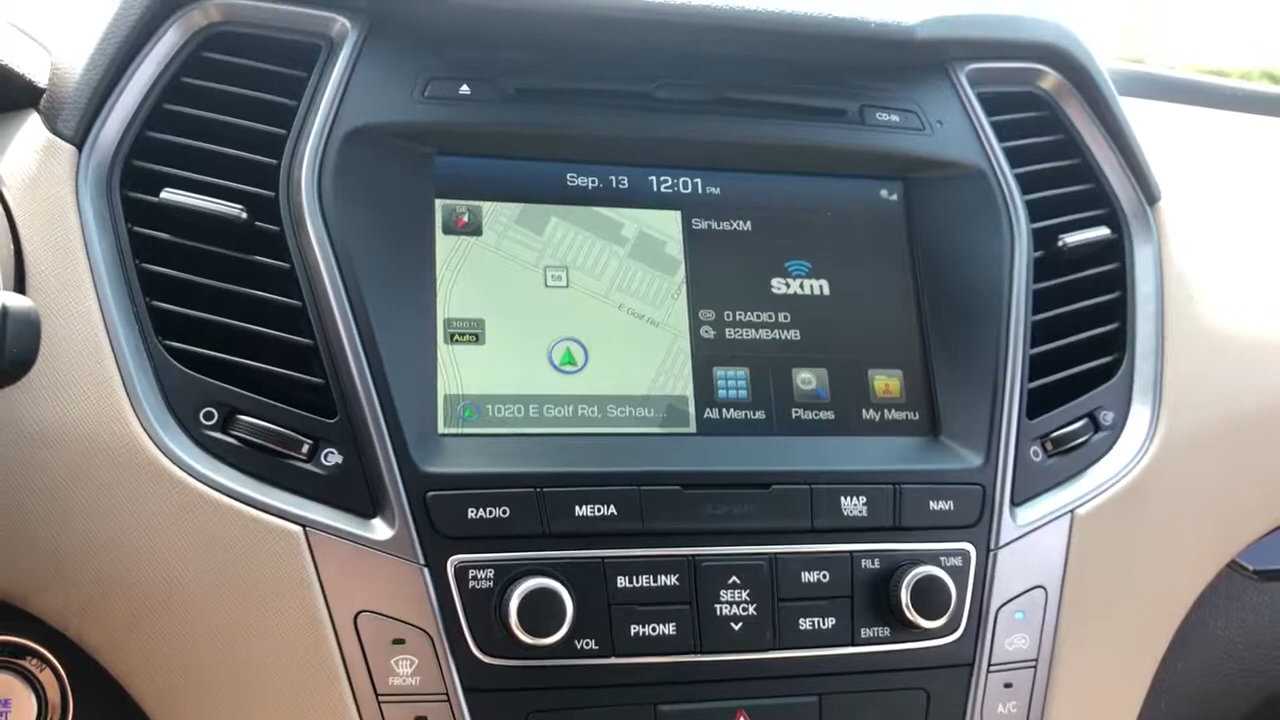 CD-IN
Sep. 13 12:01 PM
SiriusXM
58
sxm
E Golf Rd
CH 0 RADIO ID
B2BMB4WB
300ft
Auto
1020 E Golf Rd, Schau...
All Menus
Places
My Menu
RADIO
MEDIA
MAP
VOICE
NAVI
PWR
PUSH
VOL
BLUELINK
PHONE
SEEK
TRACK
INFO
SETUP
FILE
TUNE
ENTER
FRONT
A/C